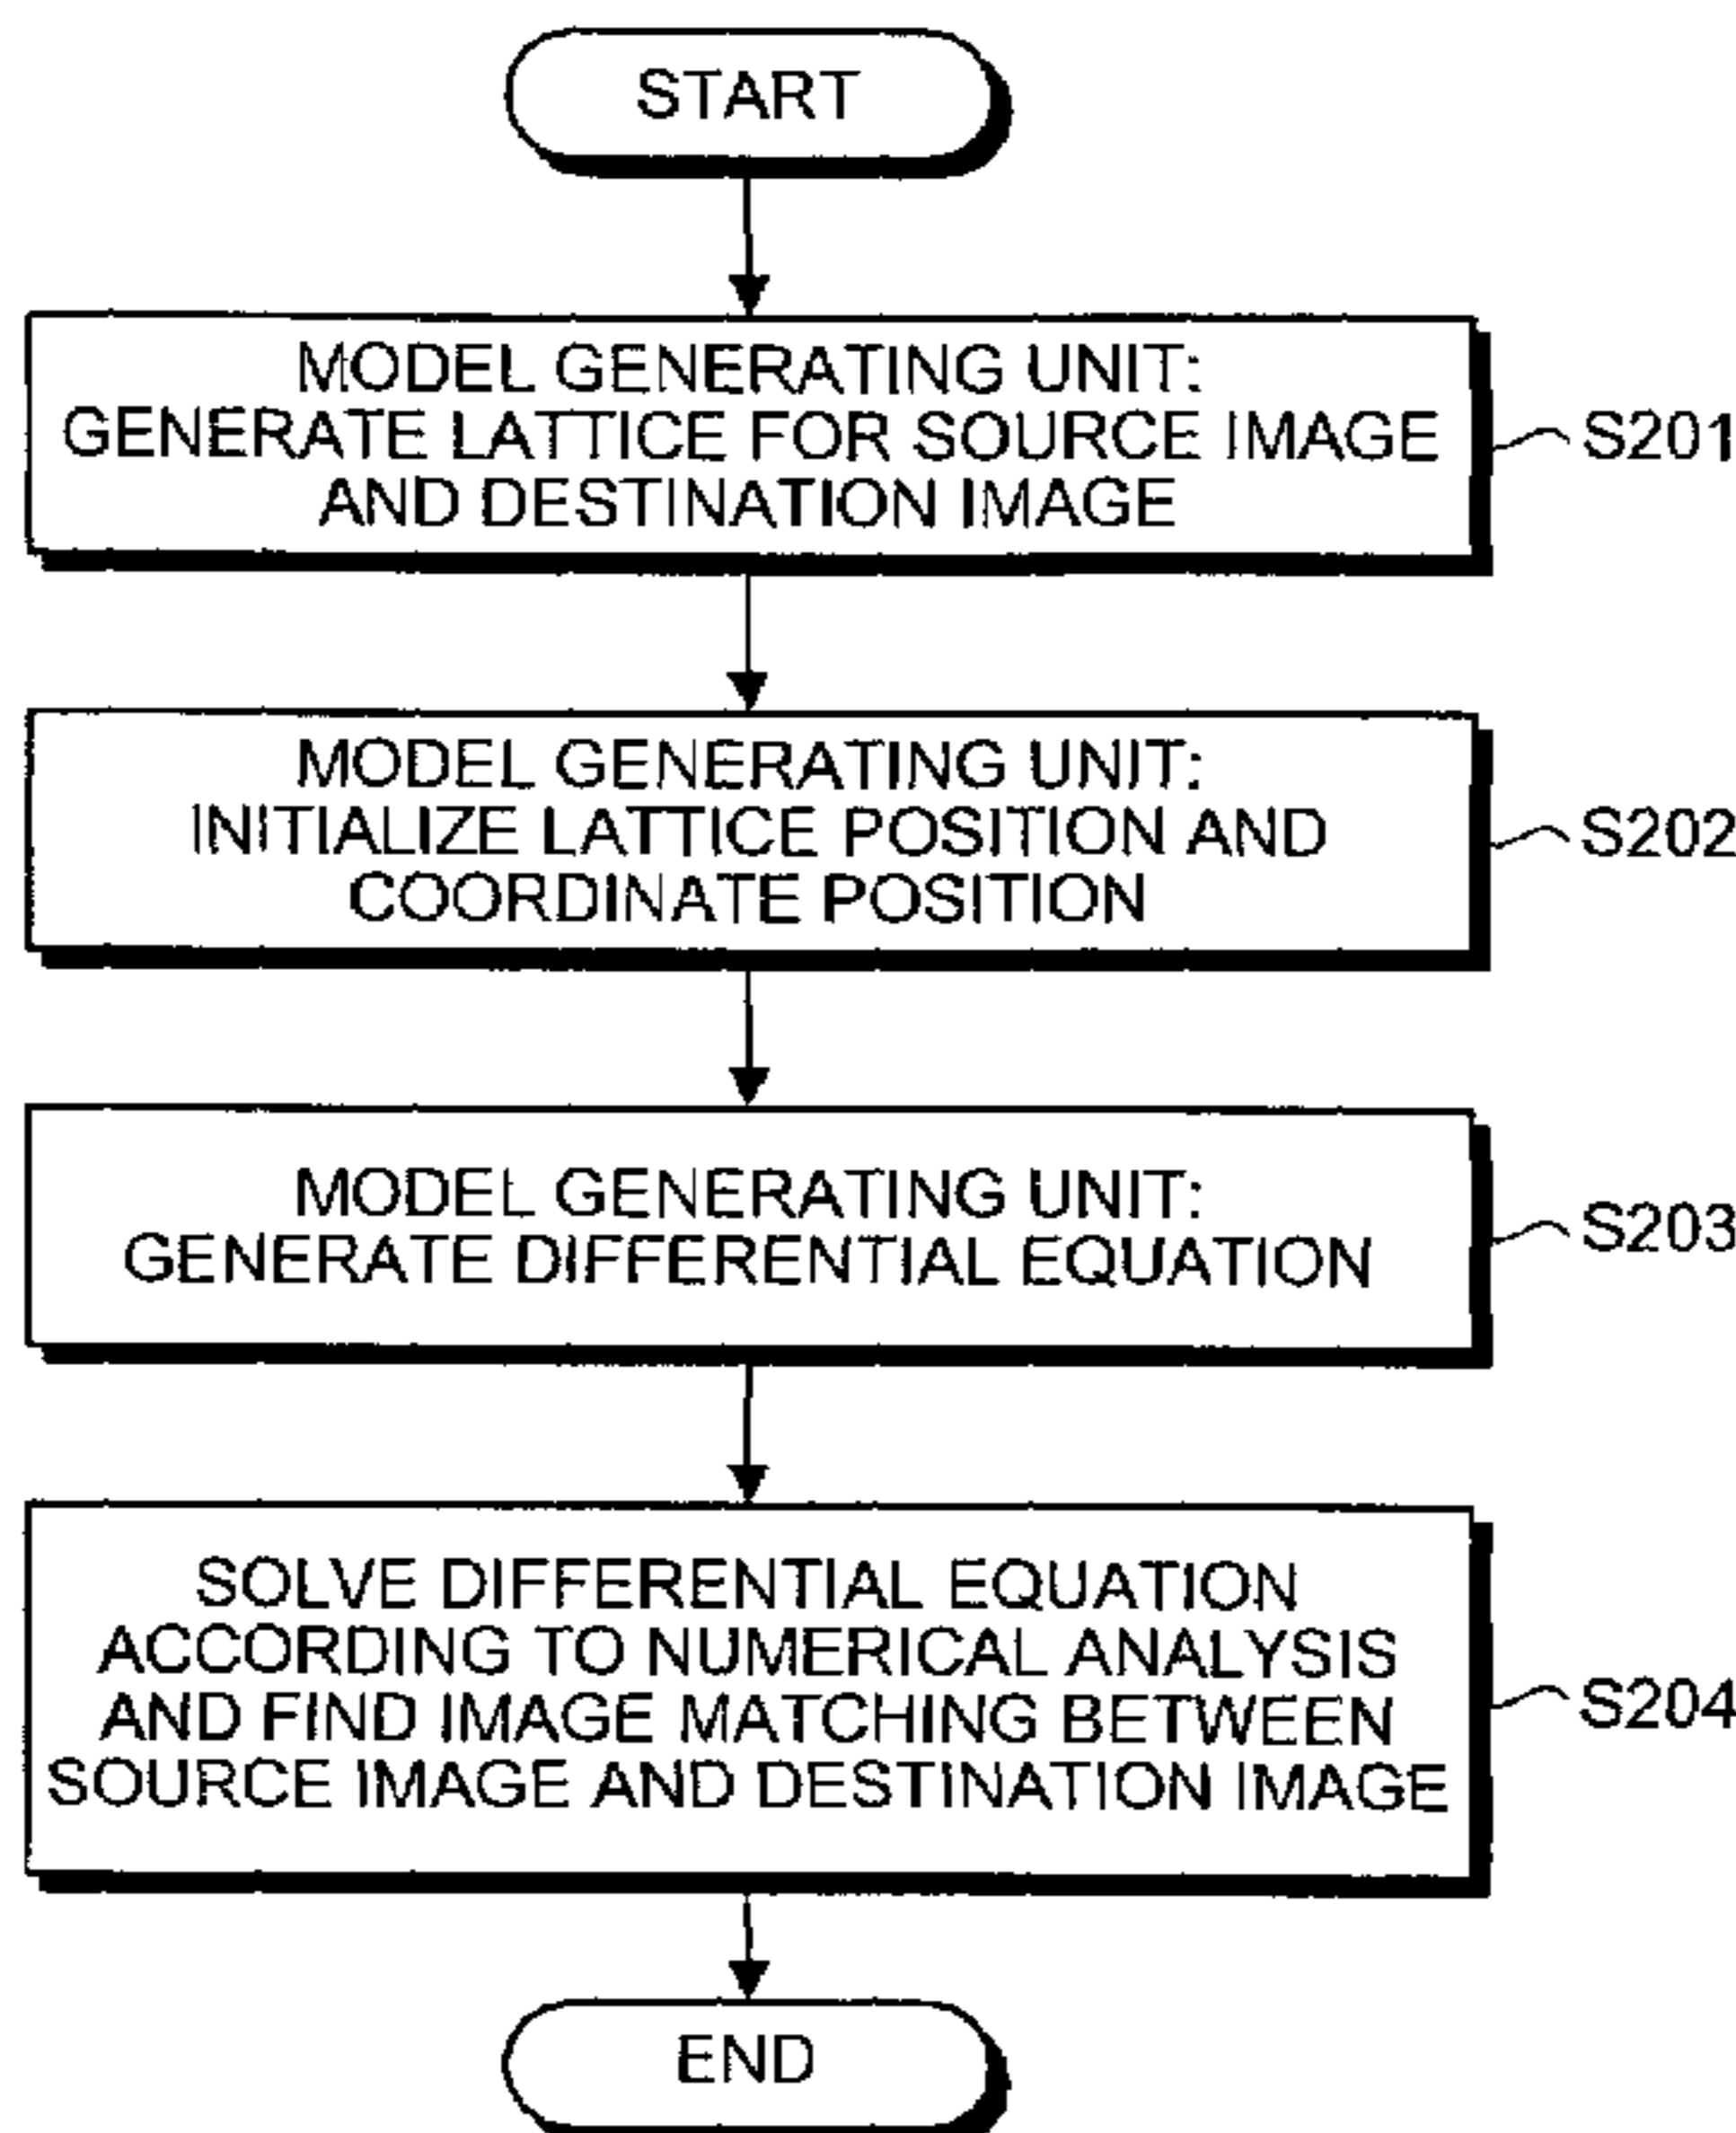 START
MODEL GENERATING UNIT:
GENERATE LATTICE FOR SOURCE IMAGE
AND DESTINATION IMAGE
S201
MODEL GENERATING UNIT:
INITIALIZE LATTICE POSITION AND
COORDINATE POSITION
S202
MODEL GENERATING UNIT:
GENERATE DIFFERENTIAL EQUATION
S203
SOLVE DIFFERENTIAL EQUATION
ACCORDING TO NUMERICAL ANALYSIS
AND FIND IMAGE MATCHING BETWEEN
SOURCE IMAGE AND DESTINATION IMAGE
S204
END